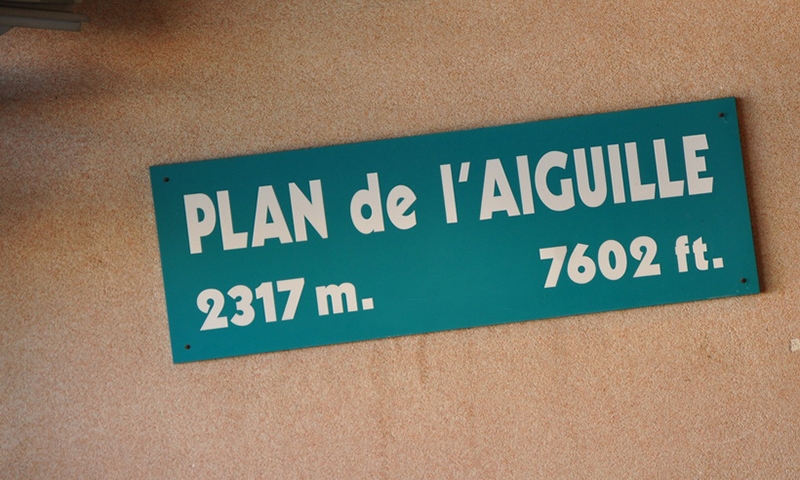 PLAN de l'AIGUILLE
2317 m. 7602 ft.